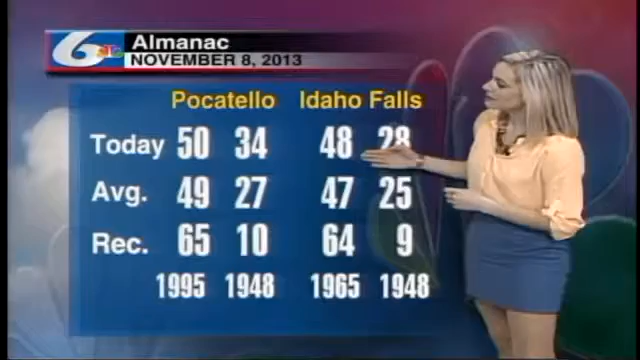 6
Almanac
NOVEMBER 8, 2013
Pocatello Idaho Falls
Today 50 34 48 28
Avg. 49 27 47 25
Rec. 65 10 64 9
1995 1948 1965 1948